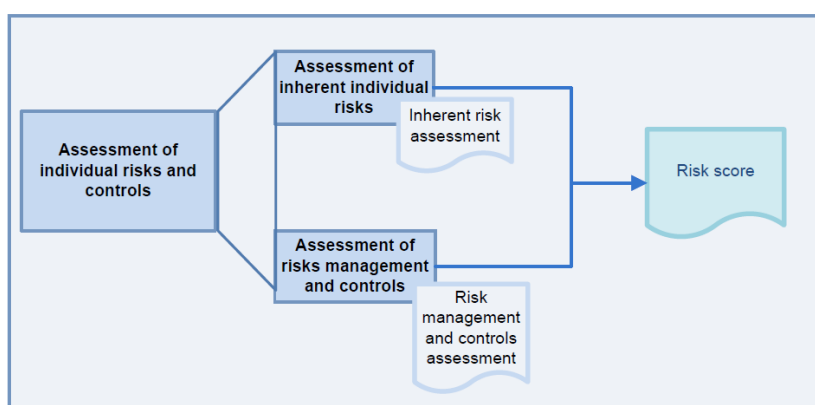 Assessment of
individual risks and
controls
Assessment of
inherent individual
risks
Inherent risk
assessment
Assessment of
risks management
and controls
Risk
management
and controls
assessment
Risk score